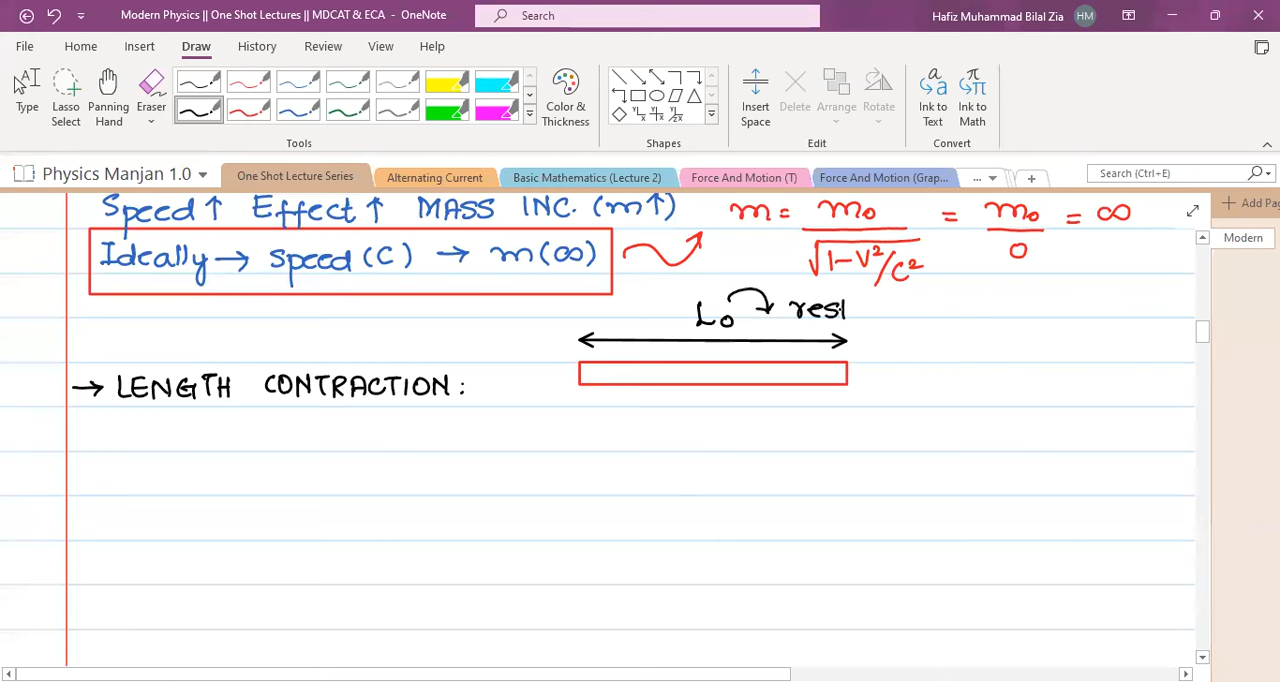 Modern Physics || One Shot Lectures || MDCAT & ECA - OneNote
Search
Hafiz Muhammad Bilal Zia HM
File Home Insert Draw History Review View Help
Type Lasso Select Panning Hand Eraser Color & Thickness Insert Space Delete Arrange Rotate Ink to Text Ink to Math
Tools Shapes Edit Convert
Physics Manjan 1.0 One Shot Lecture Series Alternating Current Basic Mathematics (Lecture 2) Force And Motion (T) Force And Motion (Grap... ... Search (Ctrl+E)
Add Pag
Modern
Speed↑ Effect↑ MASS INC. (m↑) m = m₀/√1-V²/C² = m₀/0 = ∞
Ideally → speed (C) → m(∞)
L₀ rest
→ LENGTH CONTRACTION: